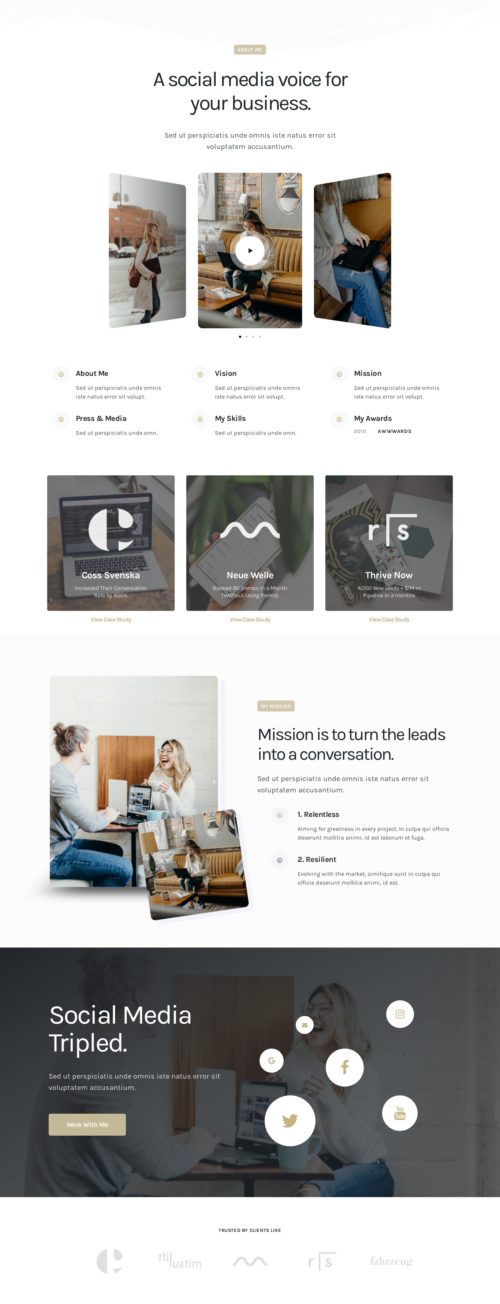 ABOUT ME
A social media voice for
your business.
Sed ut perspiciatis unde omnis iste natus error sit
voluptatem accusantium.
About Me
Sed ut perspiciatis unde omnis
iste natus error sit volupt.
Vision
Sed ut perspiciatis unde omnis
iste natus error sit volupt.
Mission
Sed ut perspiciatis unde omnis
iste natus error sit volupt.
Press & Media
Sed ut perspiciatis unde omn.
My Skills
Sed ut perspiciatis unde omn.
My Awards
2019 AWWWARDS
Coss Svenska
Increased Their Conversation
Rate by 400%
View Case Study
Neue Welle
Booked 90 Demos in a Month
(Without Using Forms)
View Case Study
r s
Thrive Now
4,000 New Leads + $1M in
Pipeline in 3 months
View Case Study
MY MISSION
Mission is to turn the leads
into a conversation.
Sed ut perspiciatis unde omnis iste natus error sit
voluptatem accusantium.
1. Relentless
Aiming for greatness in every project. In culpa qui officia
deserunt mollitia animi, id est laborum et fuga.
2. Resilient
Evolving with the market, similique sunt in culpa qui
officia deserunt mollitia animi, id est.
Social Media
Tripled.
Sed ut perspiciatis unde omnis iste natus error sit
voluptatem accusantium.
Work With Me
G
f
You
Tube
TRUSTED BY CLIENTS LIKE
r s
fahrzeug